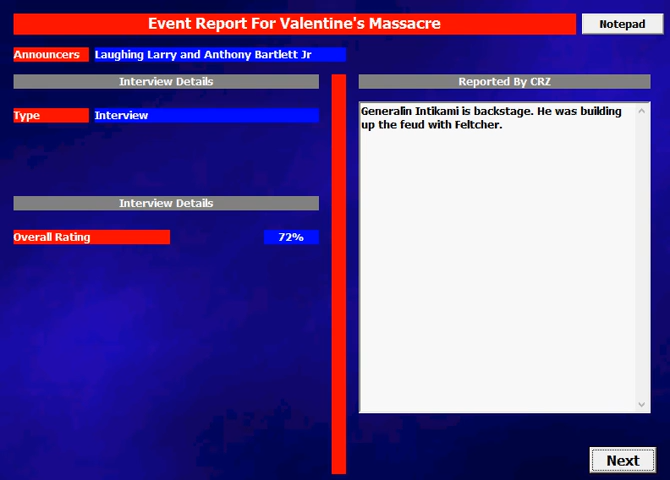 Event Report For Valentine's Massacre
Notepad
Announcers Laughing Larry and Anthony Bartlett Jr
Interview Details
Type Interview
Interview Details
Overall Rating 72%
Reported By CRZ
Generalin Intikami is backstage. He was building
up the feud with Feltcher.
Next